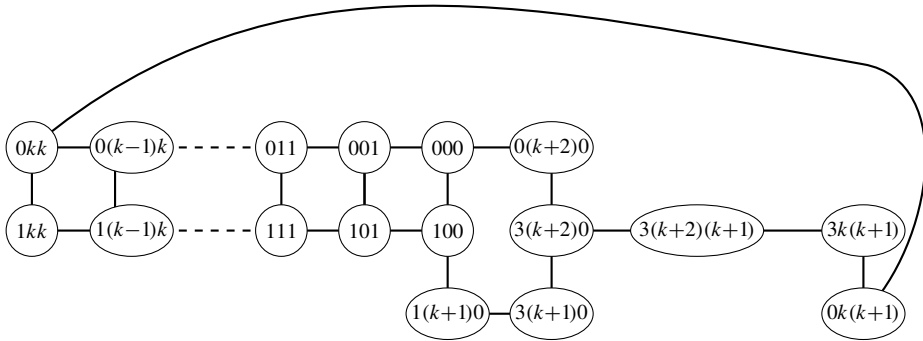 0kk 0(k−1)k 011 001 000 0(k+2)0
1kk 1(k−1)k 111 101 100 3(k+2)0 3(k+2)(k+1) 3k(k+1)
1(k+1)0 3(k+1)0 0k(k+1)